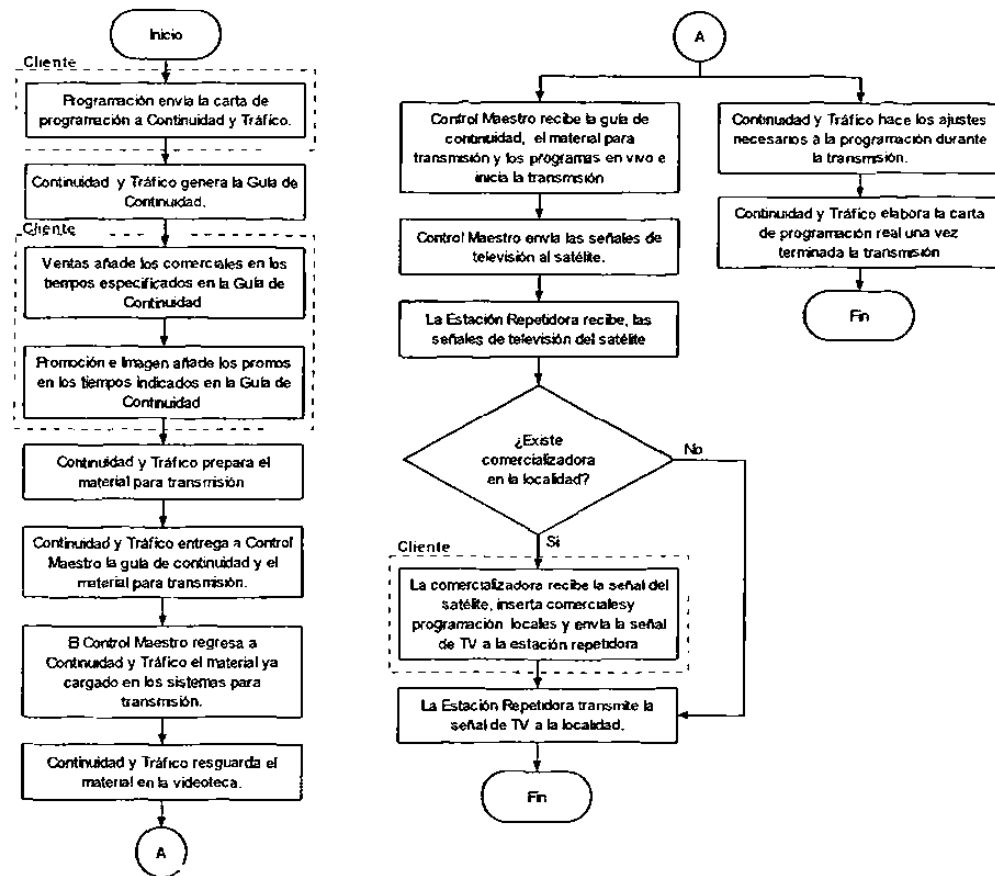 Inicio
Cliente
Programación envía la carta de
programación a Continuidad y Tráfico.
Continuidad y Tráfico genera la Guía de
Continuidad.
Cliente
Ventas añade los comerciales en los
tiempos especificados en la Guía de
Continuidad
Promoción e Imagen añade los promos
en los tiempos indicados en la Guía de
Continuidad
Continuidad y Tráfico prepara el
material para transmisión
Continuidad y Tráfico entrega a Control
Maestro la guía de continuidad y el
material para transmisión.
El Control Maestro regresa a
Continuidad y Tráfico el material ya
cargado en los sistemas para
transmisión.
Continuidad y Tráfico resguarda el
material en la videoteca.
A
A
Control Maestro recibe la guía de
continuidad, el material para
transmisión y los programas en vivo e
inicia la transmisión
Control Maestro envía las señales de
televisión al satélite.
La Estación Repetidora recibe, las
señales de televisión del satélite
¿Existe
comercializadora
en la localidad?
No
Si
Cliente
La comercializadora recibe la señal del
satélite, inserta comercialesy
programación locales y envía la señal
de TV a la estación repetidora
La Estación Repetidora transmite la
señal de TV a la localidad.
Fin
Continuidad y Tráfico hace los ajustes
necesarios a la programación durante
la transmisión.
Continuidad y Tráfico elabora la carta
de programación real una vez
terminada la transmisión
Fin